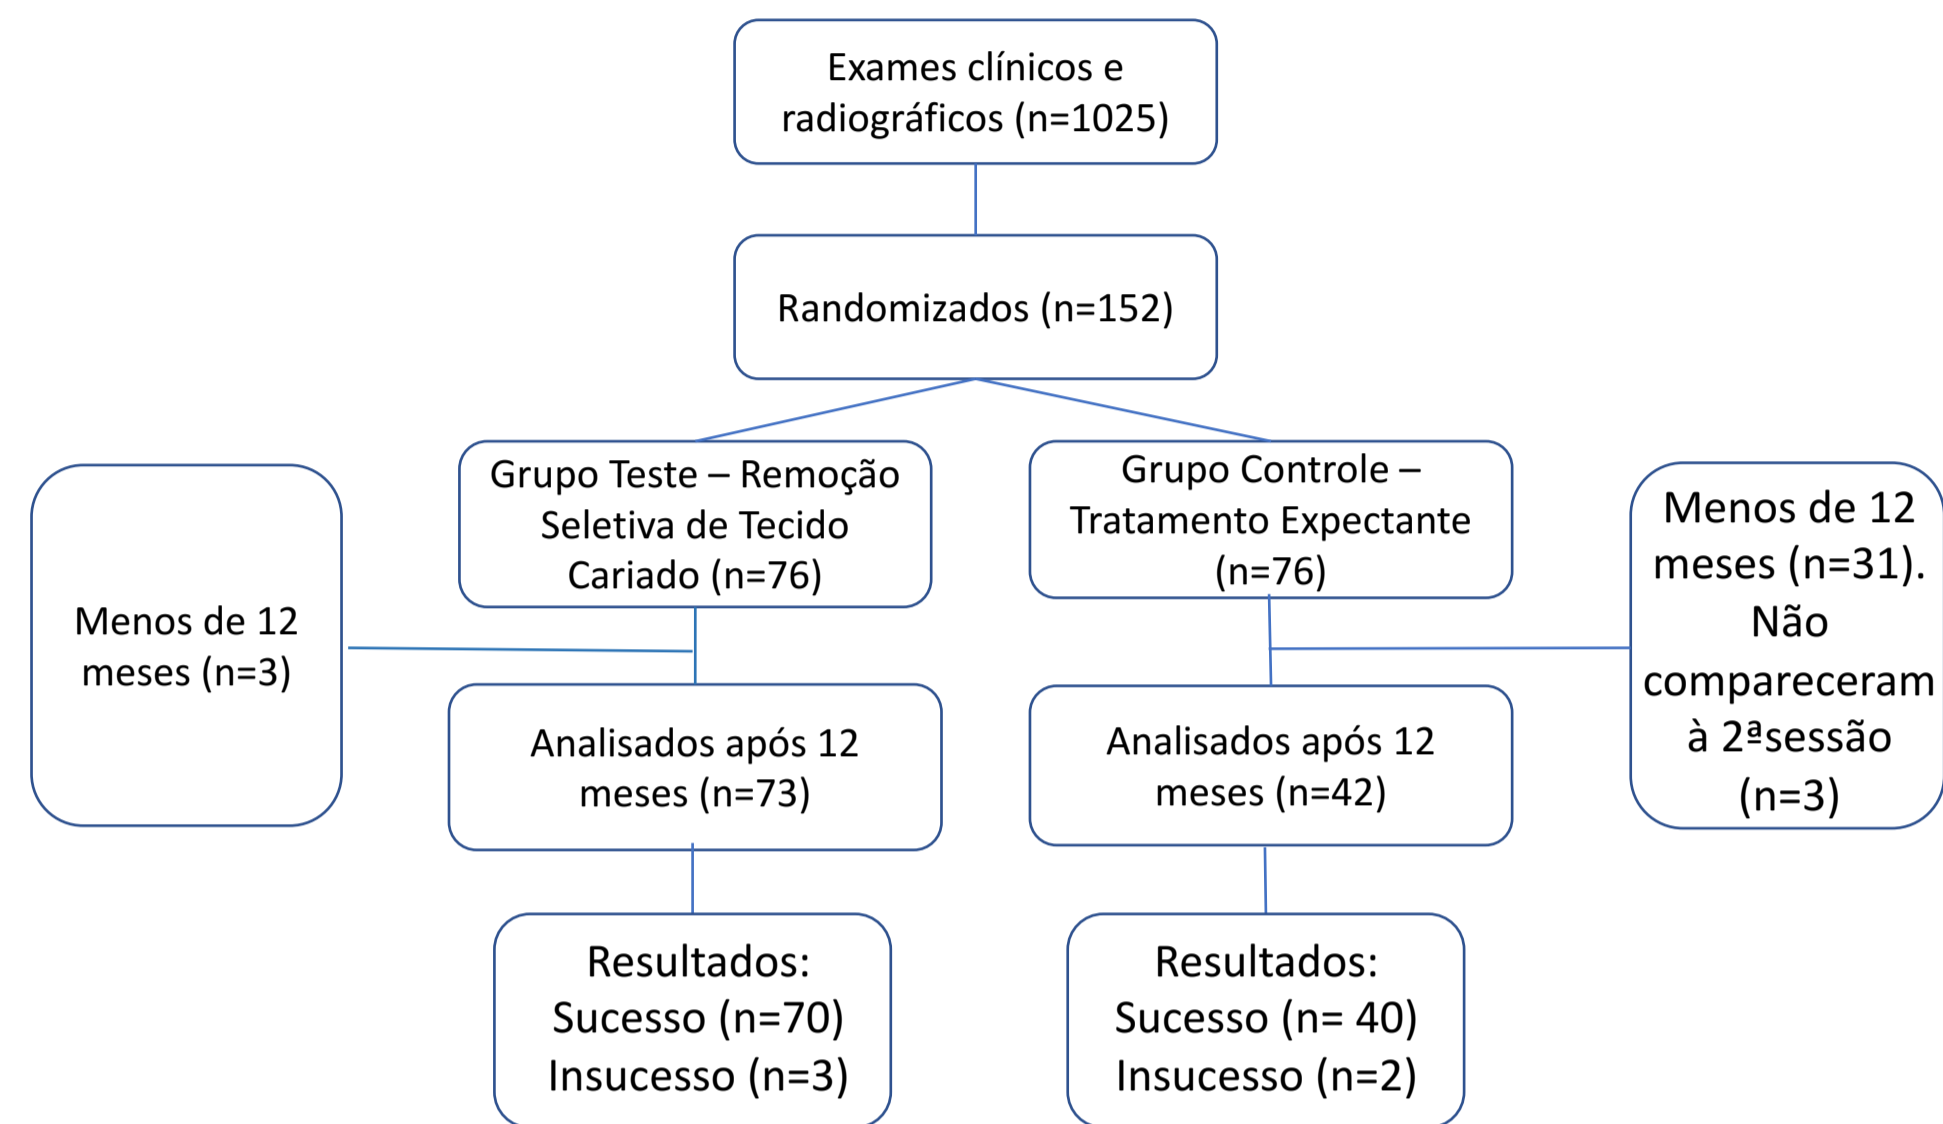 Exames clínicos e
radiográficos (n=1025)
Randomizados (n=152)
Grupo Teste – Remoção
Seletiva de Tecido
Cariado (n=76)
Grupo Controle –
Tratamento Expectante
(n=76)
Menos de 12
meses (n=3)
Menos de 12
meses (n=31).
Não
compareceram
à 2ªsessão
(n=3)
Analisados após 12
meses (n=73)
Analisados após 12
meses (n=42)
Resultados:
Sucesso (n=70)
Insucesso (n=3)
Resultados:
Sucesso (n= 40)
Insucesso (n=2)